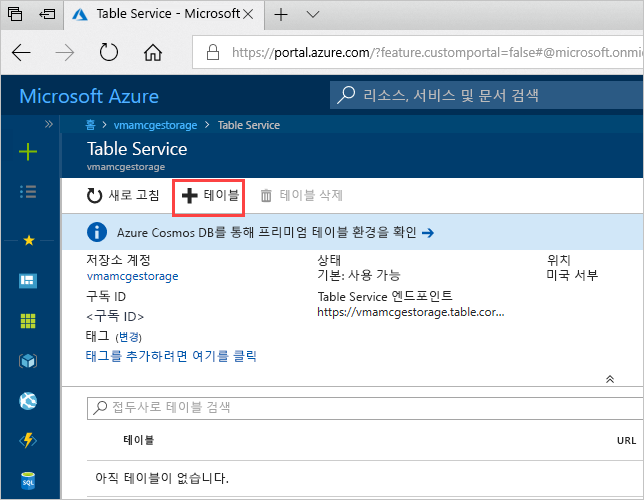 Table Service - Microsoft
https://portal.azure.com/?feature.customportal=false#@microsoft.onmi
Microsoft Azure
리소스, 서비스 및 문서 검색
홈 > vmamcgestorage > Table Service
Table Service
vmamcgestorage
새로 고침 테이블 테이블 삭제
Azure Cosmos DB를 통해 프리미엄 테이블 환경을 확인 →
저장소 계정 상태 위치
vmamcgestorage 기본: 사용 가능 미국 서부
구독 ID Table Service 엔드포인트
<구독 ID> https://vmamcgestorage.table.cor...
태그 (변경)
태그를 추가하려면 여기를 클릭
접두사로 테이블 검색
테이블 URL
아직 테이블이 없습니다.
SQL